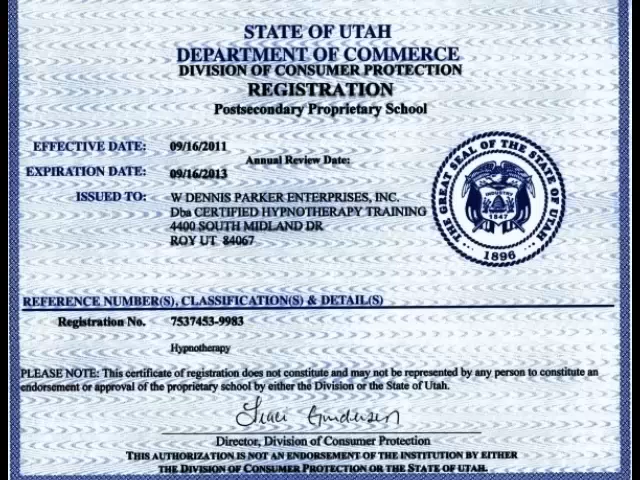 STATE OF UTAH
DEPARTMENT OF COMMERCE
DIVISION OF CONSUMER PROTECTION
REGISTRATION
Postsecondary Proprietary School
EFFECTIVE DATE: 09/16/2011
Annual Review Date:
EXPIRATION DATE: 09/16/2013
ISSUED TO: W DENNIS PARKER ENTERPRISES, INC.
Dba CERTIFIED HYPNOTHERAPY TRAINING
4400 SOUTH MIDLAND DR
ROY UT 84067
THE GREAT SEAL OF THE STATE OF UTAH
INDUSTRY
1847
1896
REFERENCE NUMBER(S), CLASSIFICATION(S) & DETAIL(S)
Registration No. 7537453-9983
Hypnotherapy
PLEASE NOTE: This certificate of registration does not constitute and may not be represented by any person to constitute an
endorsement or approval of the proprietary school by either the Division or the State of Utah.
Director, Division of Consumer Protection
THIS AUTHORIZATION IS NOT AN ENDORSEMENT OF THE INSTITUTION BY EITHER
THE DIVISION OF CONSUMER PROTECTION OR THE STATE OF UTAH.